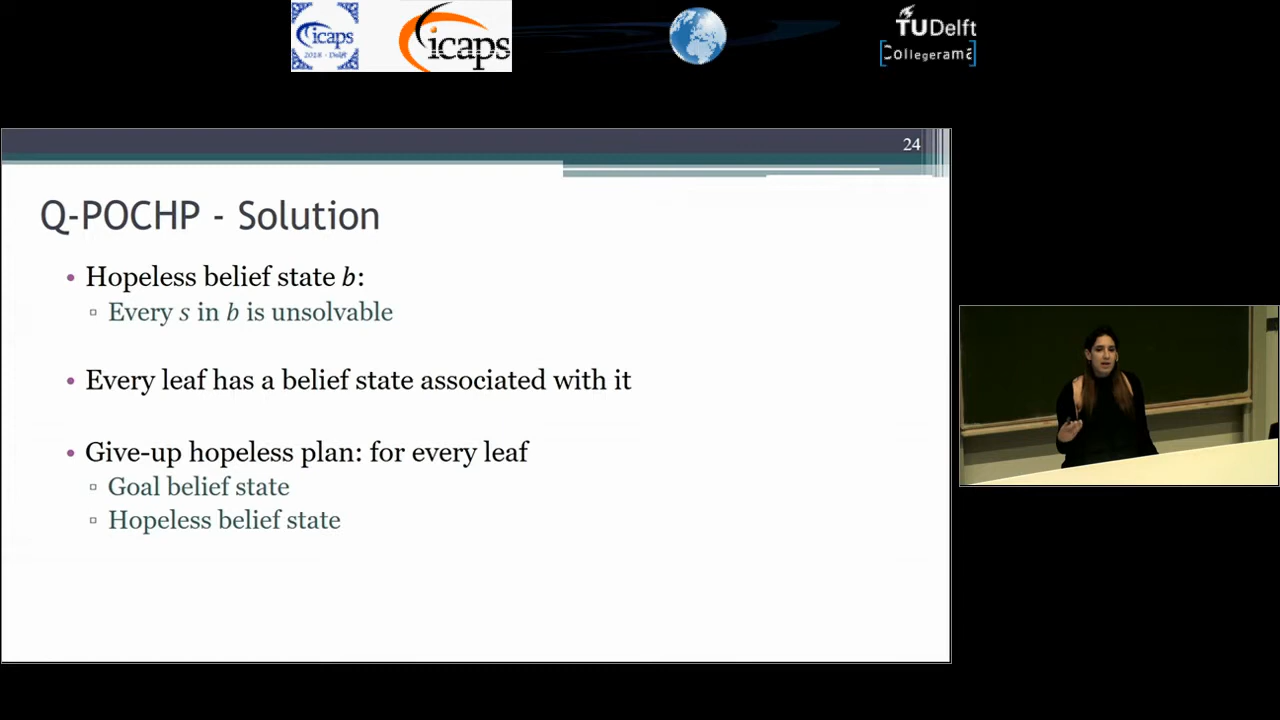 icaps
2018 - Delft
icaps
TUDelft
Collegerama
24
Q-POCHP - Solution
• Hopeless belief state b:
▫ Every s in b is unsolvable
• Every leaf has a belief state associated with it
• Give-up hopeless plan: for every leaf
▫ Goal belief state
▫ Hopeless belief state